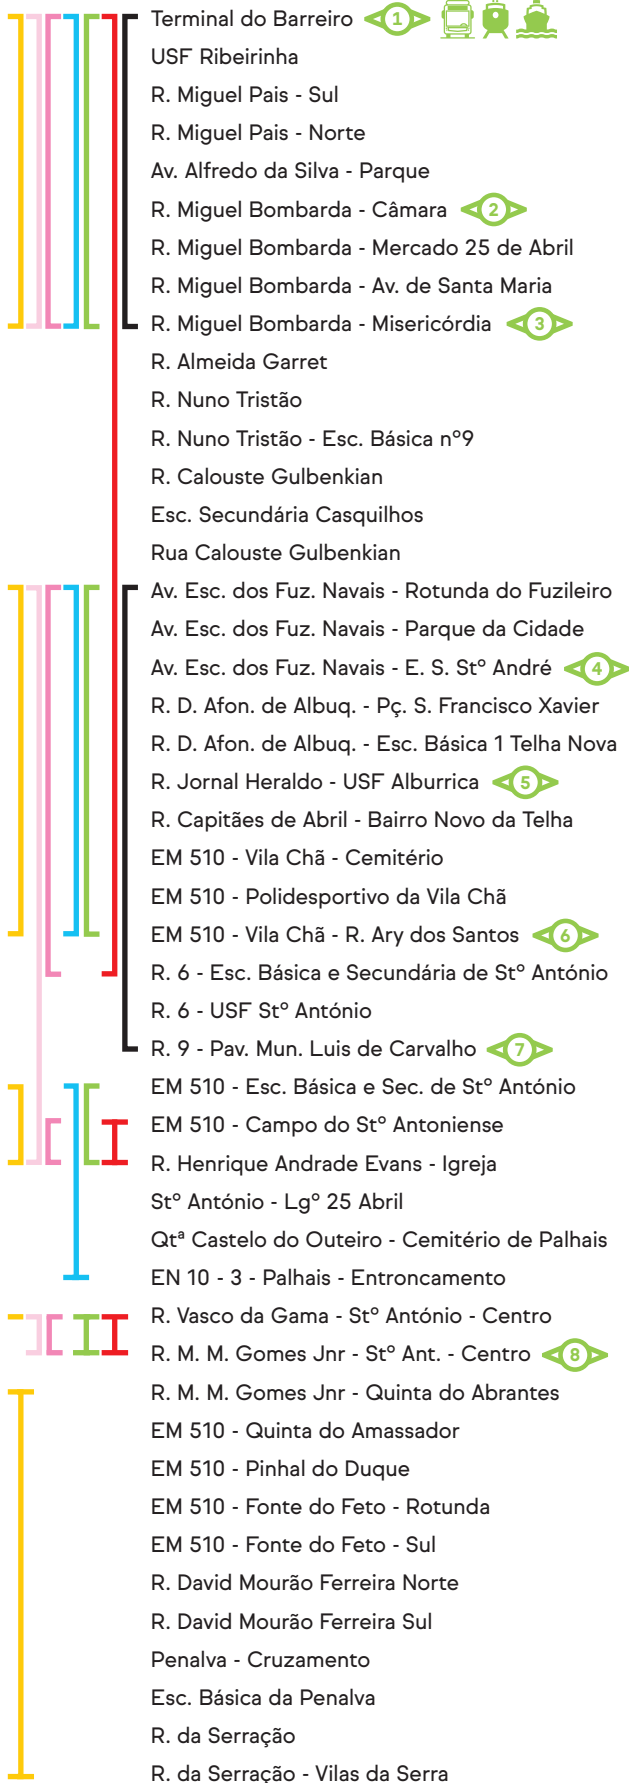 Terminal do Barreiro 1
USF Ribeirinha
R. Miguel Pais - Sul
R. Miguel Pais - Norte
Av. Alfredo da Silva - Parque
R. Miguel Bombarda - Câmara 2
R. Miguel Bombarda - Mercado 25 de Abril
R. Miguel Bombarda - Av. de Santa Maria
R. Miguel Bombarda - Misericórdia 3
R. Almeida Garret
R. Nuno Tristão
R. Nuno Tristão - Esc. Básica nº9
R. Calouste Gulbenkian
Esc. Secundária Casquilhos
Rua Calouste Gulbenkian
Av. Esc. dos Fuz. Navais - Rotunda do Fuzileiro
Av. Esc. dos Fuz. Navais - Parque da Cidade
Av. Esc. dos Fuz. Navais - E. S. Stº André 4
R. D. Afon. de Albuq. - Pç. S. Francisco Xavier
R. D. Afon. de Albuq. - Esc. Básica 1 Telha Nova
R. Jornal Heraldo - USF Alburrica 5
R. Capitães de Abril - Bairro Novo da Telha
EM 510 - Vila Chã - Cemitério
EM 510 - Polidesportivo da Vila Chã
EM 510 - Vila Chã - R. Ary dos Santos 6
R. 6 - Esc. Básica e Secundária de Stº António
R. 6 - USF Stº António
R. 9 - Pav. Mun. Luis de Carvalho 7
EM 510 - Esc. Básica e Sec. de Stº António
EM 510 - Campo do Stº Antoniense
R. Henrique Andrade Evans - Igreja
Stº António - Lgº 25 Abril
Qtª Castelo do Outeiro - Cemitério de Palhais
EN 10 - 3 - Palhais - Entroncamento
R. Vasco da Gama - Stº António - Centro
R. M. M. Gomes Jnr - Stº Ant. - Centro 8
R. M. M. Gomes Jnr - Quinta do Abrantes
EM 510 - Quinta do Amassador
EM 510 - Pinhal do Duque
EM 510 - Fonte do Feto - Rotunda
EM 510 - Fonte do Feto - Sul
R. David Mourão Ferreira Norte
R. David Mourão Ferreira Sul
Penalva - Cruzamento
Esc. Básica da Penalva
R. da Serração
R. da Serração - Vilas da Serra